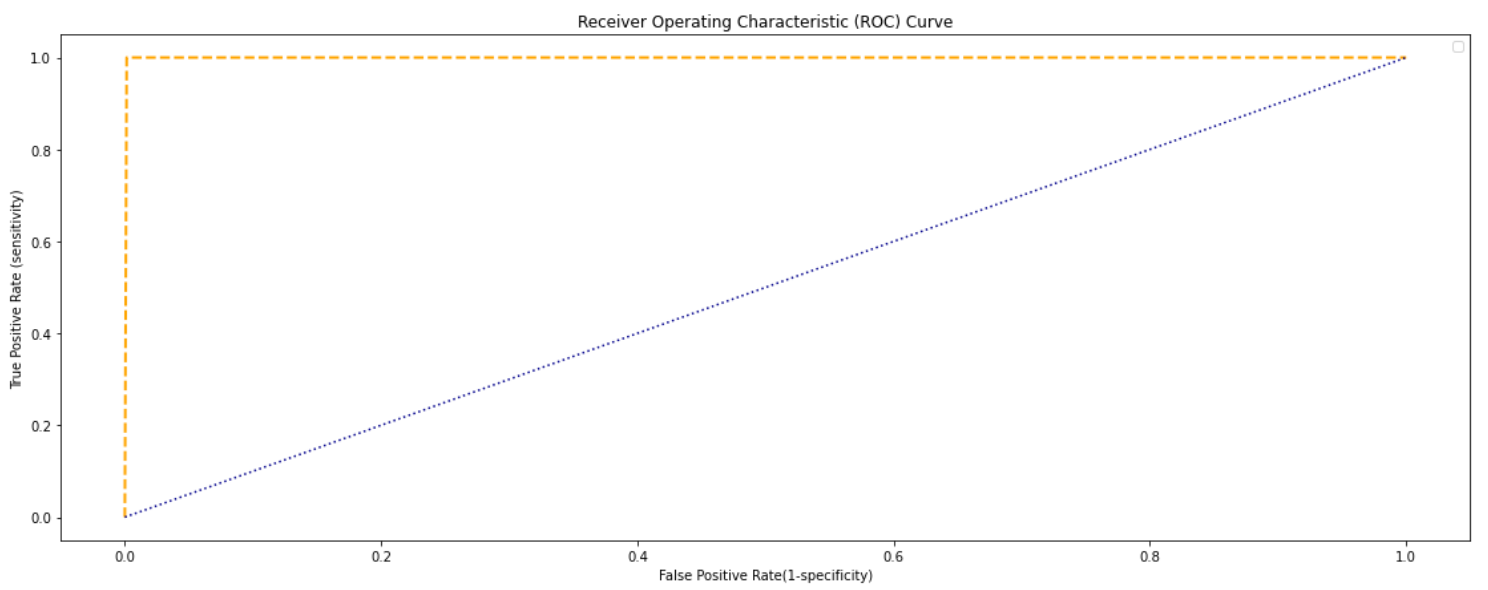 Receiver Operating Characteristic (ROC) Curve
1.0
0.8
0.6
0.4
0.2
0.0
True Positive Rate (sensitivity)
0.0 0.2 0.4 0.6 0.8 1.0
False Positive Rate(1-specificity)